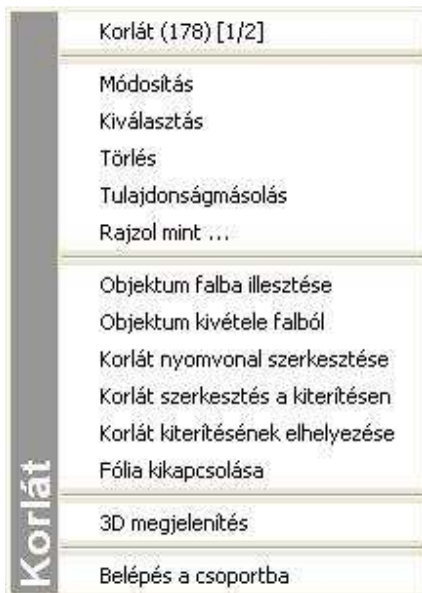 Korlát (178) [1/2]
Módosítás
Kiválasztás
Törlés
Tulajdonságmásolás
Rajzol mint ...
Objektum falba illesztése
Objektum kivétele falból
Korlát nyomvonal szerkesztése
Korlát szerkesztés a kiterítésen
Korlát kiterítésének elhelyezése
Fólia kikapcsolása
3D megjelenítés
Belépés a csoportba
Korlát